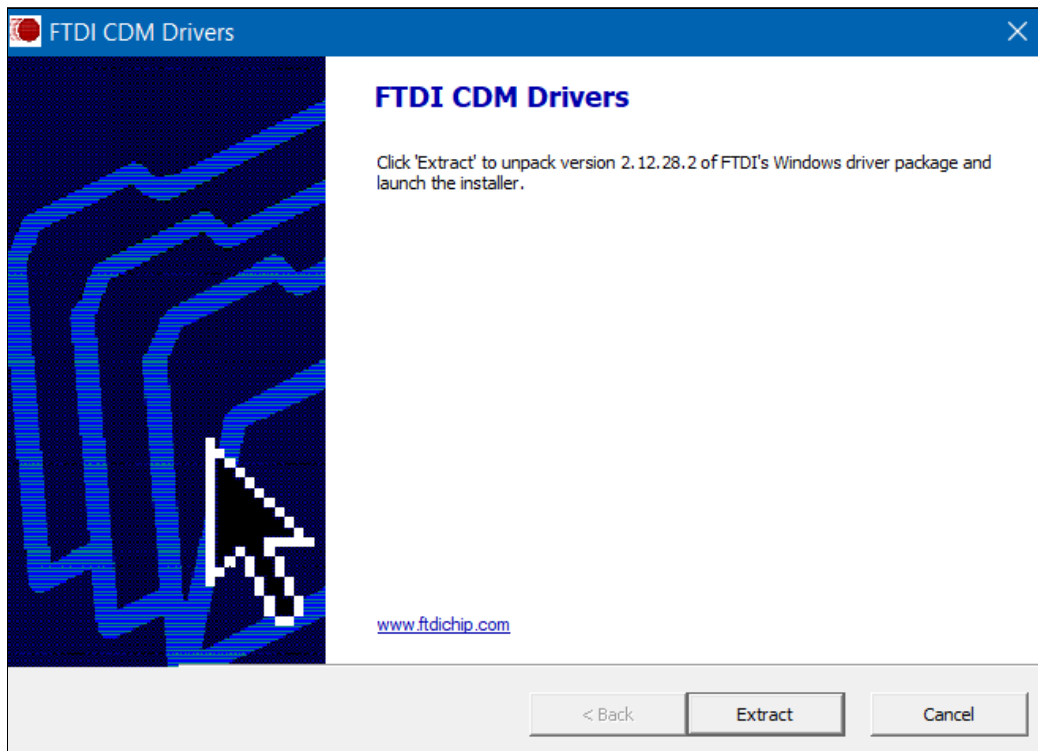 FTDI CDM Drivers
FTDI CDM Drivers
Click 'Extract' to unpack version 2.12.28.2 of FTDI's Windows driver package and
launch the installer.
www.ftdichip.com
< Back
Extract
Cancel